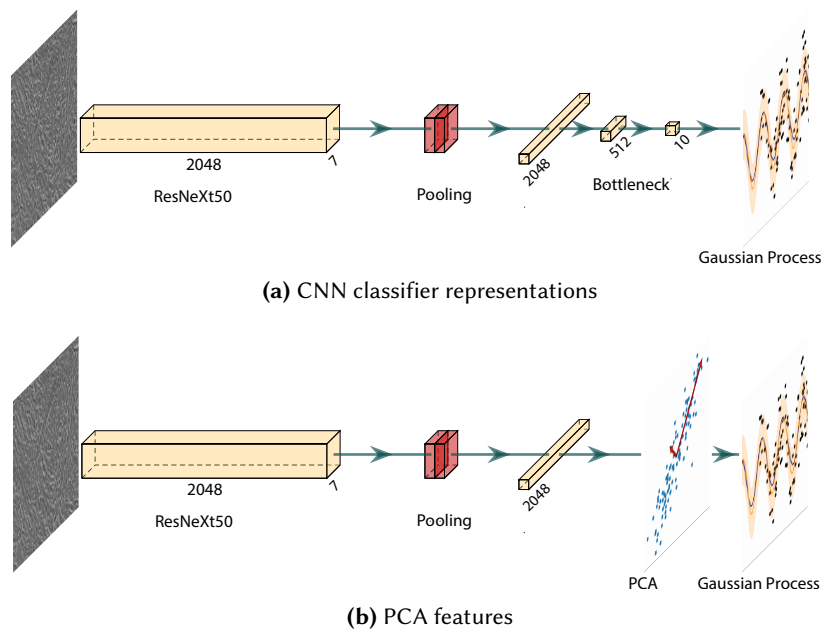 2048
7
ResNeXt50
Pooling
2048
512
10
Bottleneck
Gaussian Process
(a) CNN classifier representations
2048
7
ResNeXt50
Pooling
2048
PCA
Gaussian Process
(b) PCA features